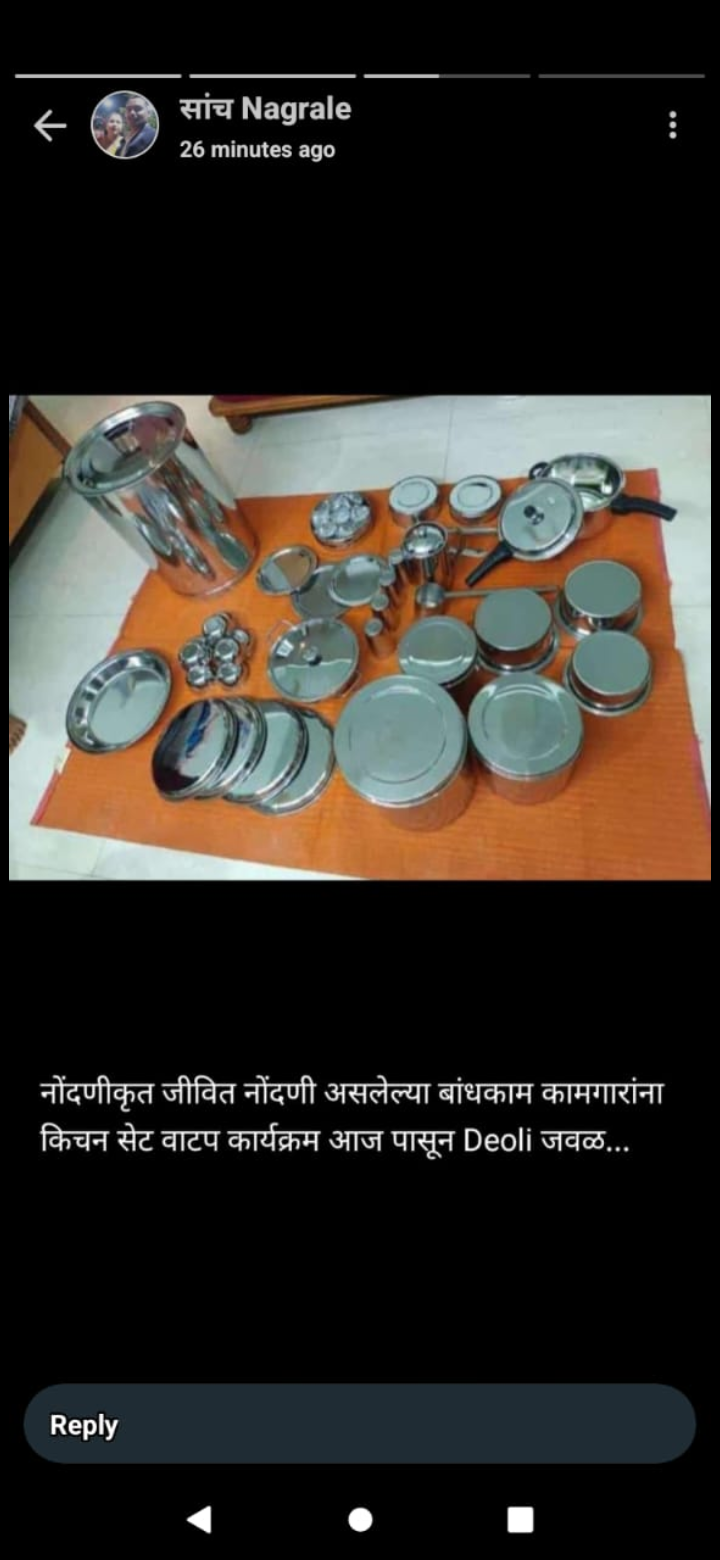 सांच Nagrale
26 minutes ago
नोंदणीकृत जीवित नोंदणी असलेल्या बांधकाम कामगारांना
किचन सेट वाटप कार्यक्रम आज पासून Deoli जवळ...
Reply